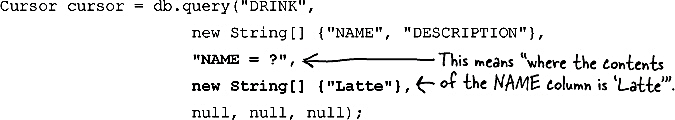 Cursor cursor = db.query("DRINK",
new String[] {"NAME", "DESCRIPTION"},
"NAME = ?",
This means “where the
contents
new String[] {"Latte"},
of the NAME column is ‘Latte’”.
null, null, null);